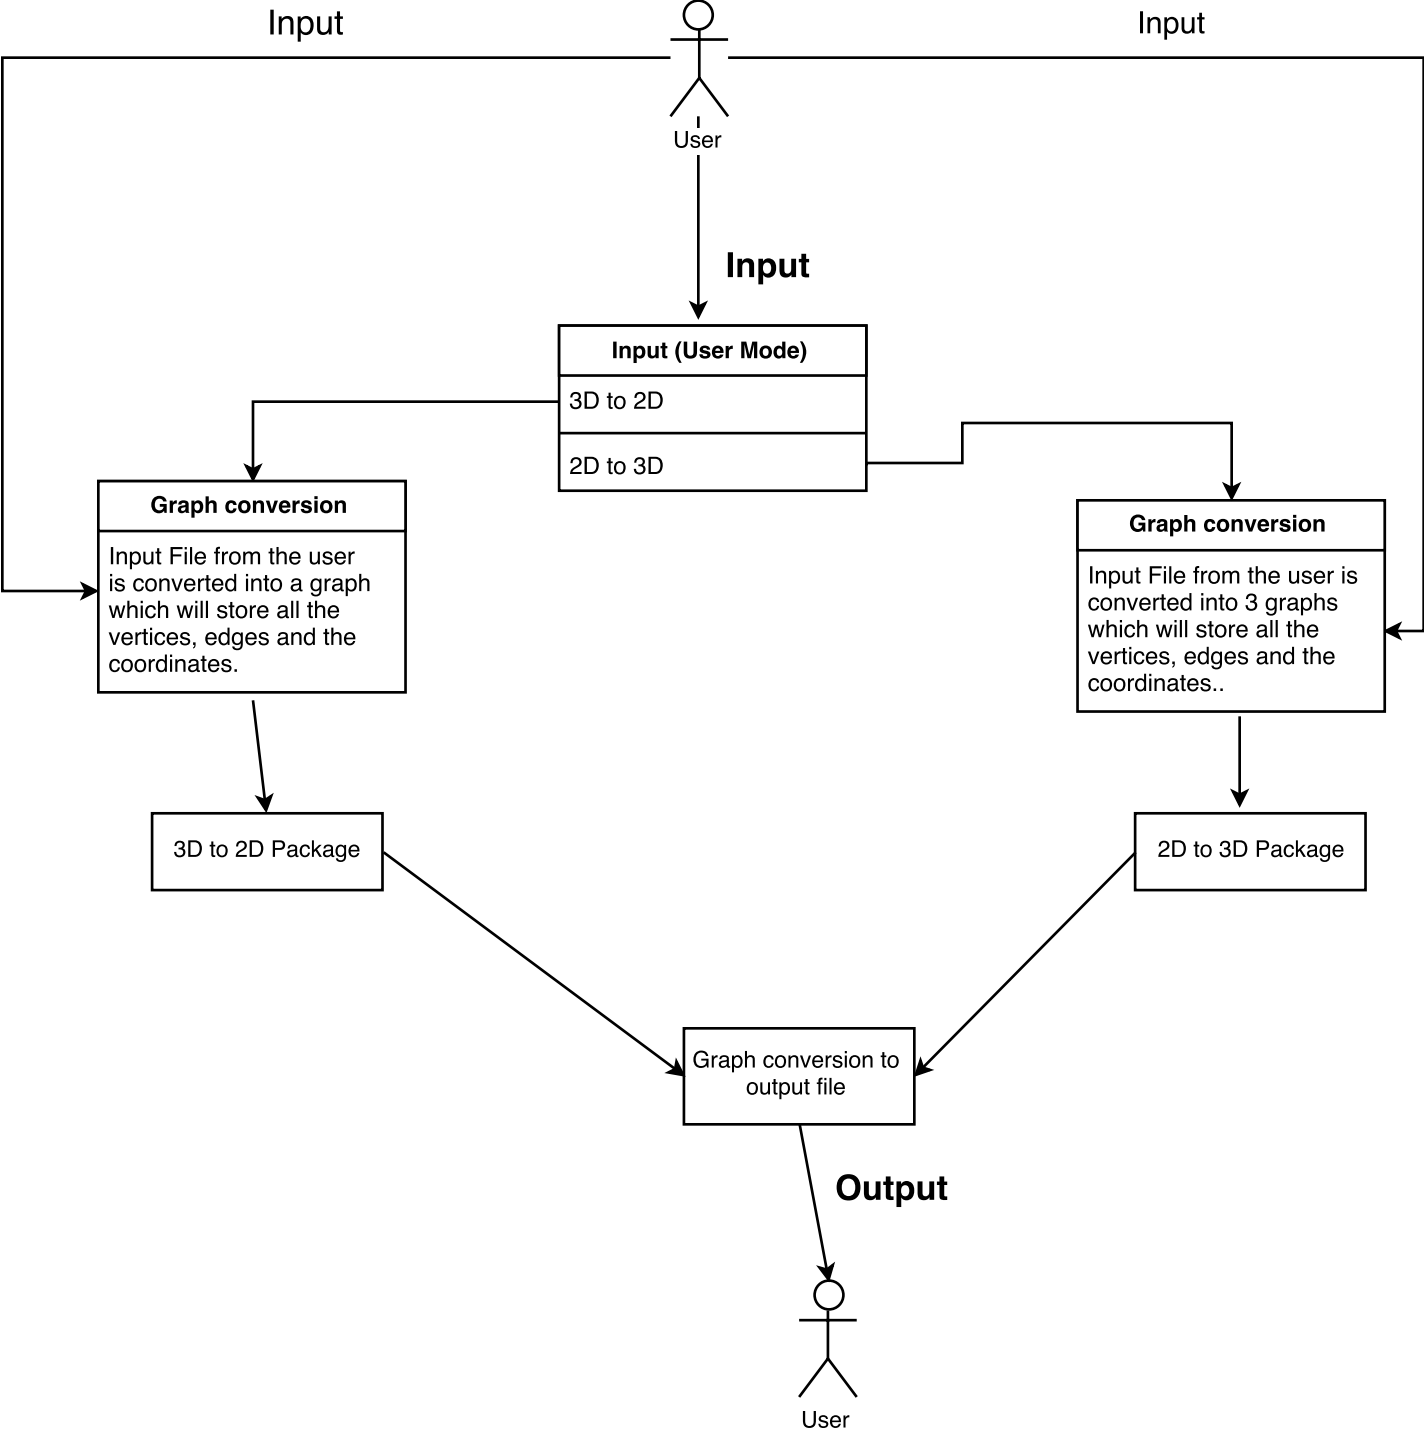 Input
Input
User
Input
Input (User Mode)
3D to 2D
2D to 3D
Graph conversion
Input File from the user
is converted into a graph
which will store all the
vertices, edges and the
coordinates.
Graph conversion
Input File from the user is
converted into 3 graphs
which will store all the
vertices, edges and the
coordinates..
3D to 2D Package
2D to 3D Package
Graph conversion to
output file
Output
User